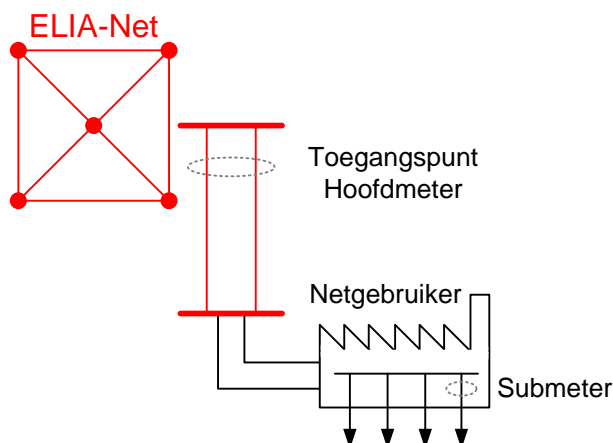 ELIA-Net
Toegangspunt
Hoofdmeter
Netgebruiker
Submeter